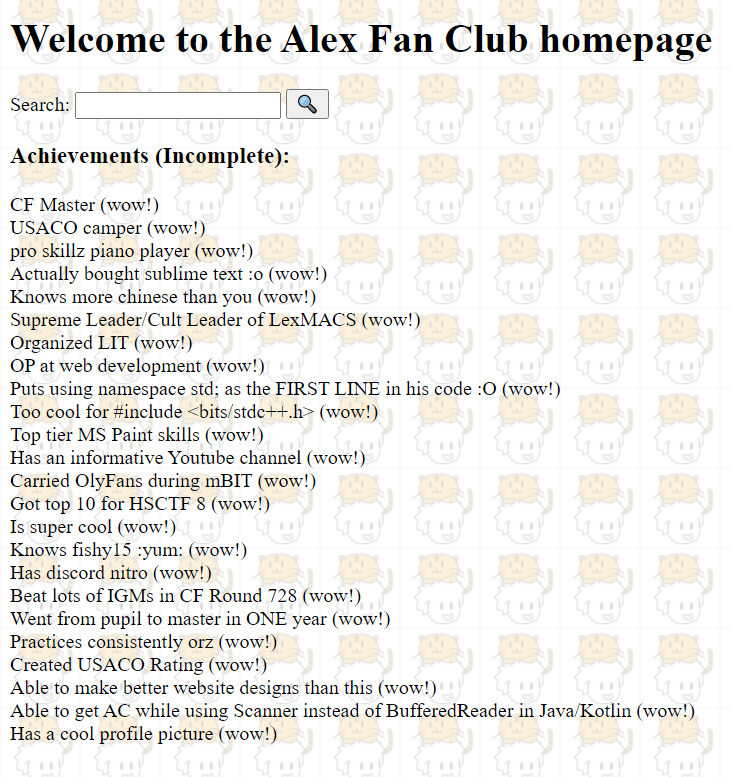 Welcome to the Alex Fan Club homepage
Search:
Achievements (Incomplete):
CF Master (wow!)
USACO camper (wow!)
pro skillz piano player (wow!)
Actually bought sublime text :o (wow!)
Knows more chinese than you (wow!)
Supreme Leader/Cult Leader of LexMACS (wow!)
Organized LIT (wow!)
OP at web development (wow!)
Puts using namespace std; as the FIRST LINE in his code :O (wow!)
Too cool for #include <bits/stdc++.h> (wow!)
Top tier MS Paint skills (wow!)
Has an informative Youtube channel (wow!)
Carried OlyFans during mBIT (wow!)
Got top 10 for HSCTF 8 (wow!)
Is super cool (wow!)
Knows fishy15 :yum: (wow!)
Has discord nitro (wow!)
Beat lots of IGMs in CF Round 728 (wow!)
Went from pupil to master in ONE year (wow!)
Practices consistently orz (wow!)
Created USACO Rating (wow!)
Able to make better website designs than this (wow!)
Able to get AC while using Scanner instead of BufferedReader in Java/Kotlin (wow!)
Has a cool profile picture (wow!)